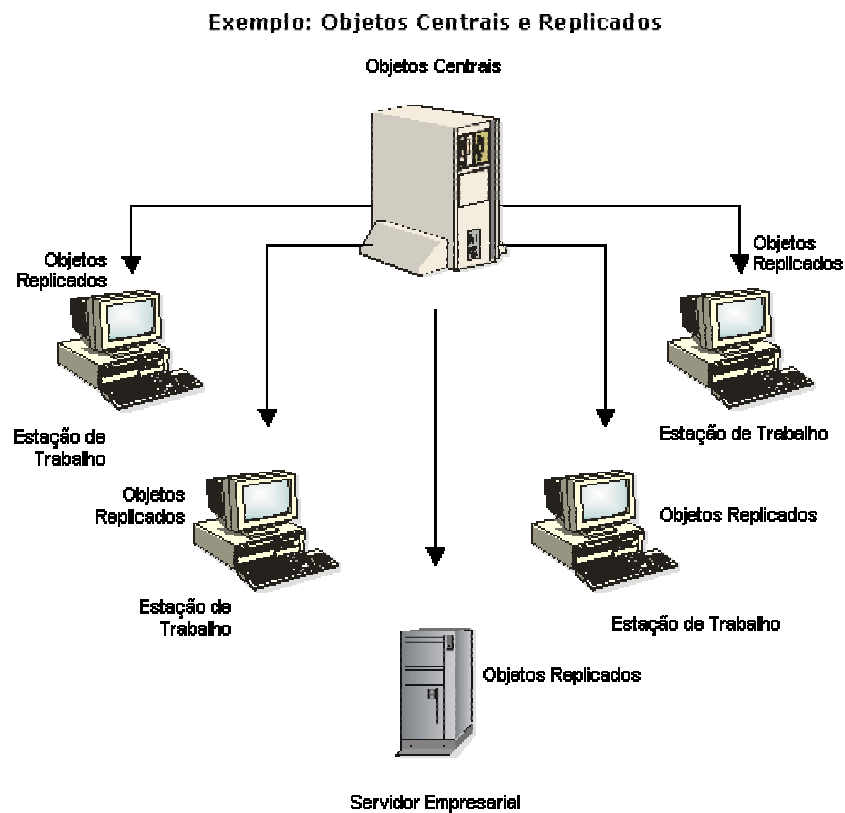 Exemplo: Objetos Centrais e Replicados
Objetos Centrais
Objetos
Replicados
Objetos
Replicados
Estação de
Trabalho
Estação de Trabalho
Objetos
Replicados
Objetos Replicados
Estação de
Trabalho
Estação de Trabalho
Objetos Replicados
Servidor Empresarial